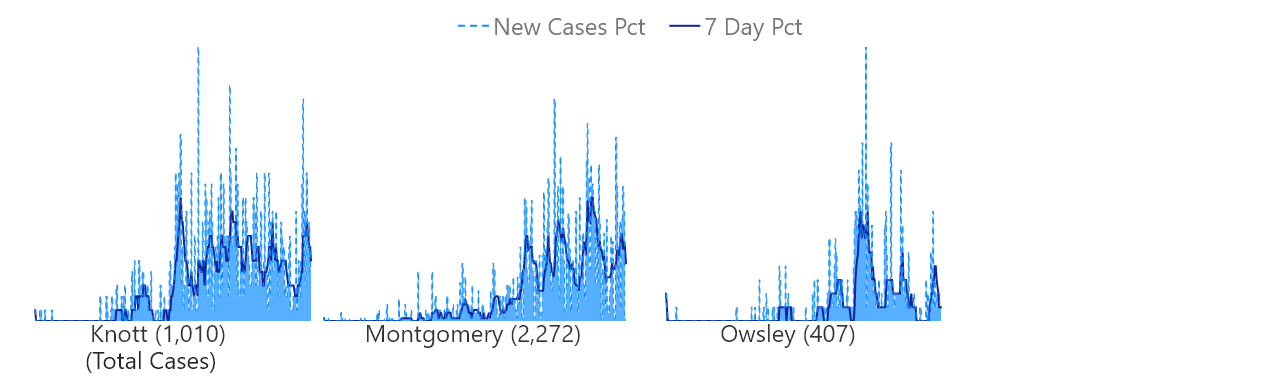 New Cases Pct 7 Day Pct
Knott (1,010) Montgomery (2,272) Owsley (407)
(Total Cases)